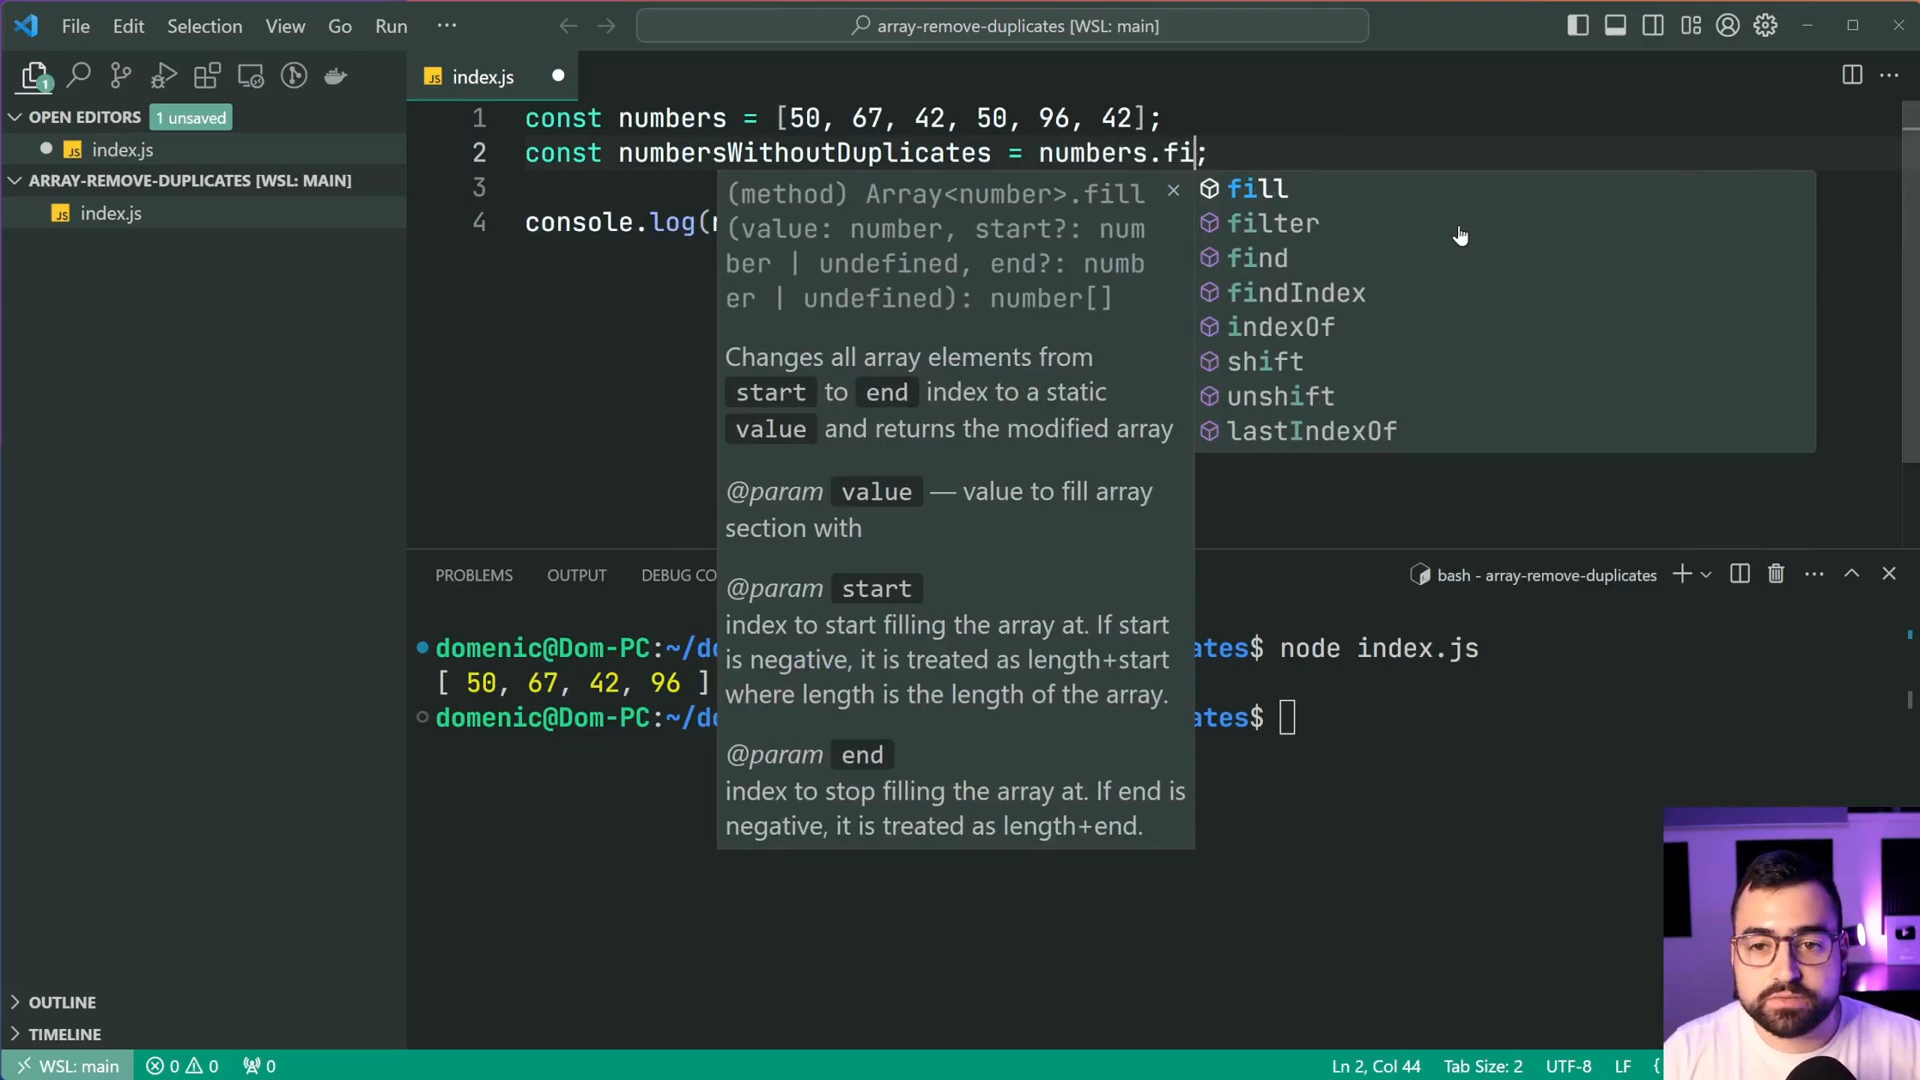 File Edit Selection View Go Run ···
array-remove-duplicates [WSL: main]
1
OPEN EDITORS 1 unsaved
JS index.js
ARRAY-REMOVE-DUPLICATES [WSL: MAIN]
JS index.js
JS index.js
1 const numbers = [50, 67, 42, 50, 96, 42];
2 const numbersWithoutDuplicates = numbers.fi;
3
4 console.log(
(method) Array<number>.fill
(value: number, start?: num
ber | undefined, end?: numb
er | undefined): number[]
Changes all array elements from
start to end index to a static
value and returns the modified array
@param value — value to fill array
section with
@param start
index to start filling the array at. If start
is negative, it is treated as length+start
where length is the length of the array.
@param end
index to stop filling the array at. If end is
negative, it is treated as length+end.
fill
filter
find
findIndex
indexOf
shift
unshift
lastIndexOf
PROBLEMS OUTPUT DEBUG CO
bash - array-remove-duplicates
domenic@Dom-PC:~/d ates$ node index.js
[ 50, 67, 42, 96 ]
domenic@Dom-PC:~/d ates$
OUTLINE
TIMELINE
WSL: main 0 0 0
Ln 2, Col 44 Tab Size: 2 UTF-8 LF {